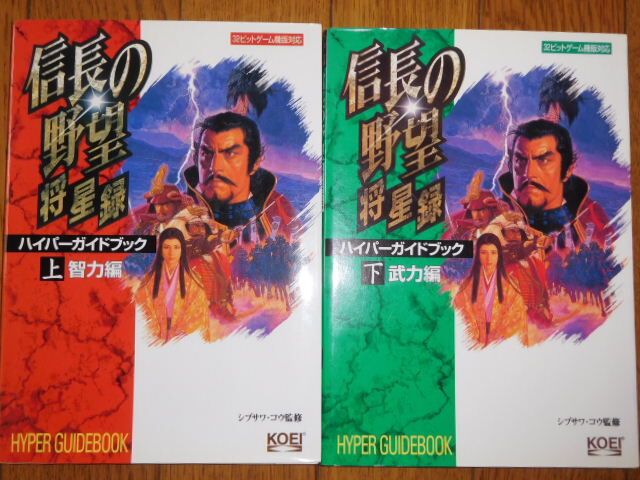 32ビットゲーム機版対応
信長の
野望
将星録
ハイパーガイドブック
上 智力編
シブサワ・コウ監修
HYPER GUIDEBOOK
KOEI®
32ビットゲーム機版対応
信長の
野望
将星録
ハイパーガイドブック
下 武力編
シブサワ・コウ監修
HYPER GUIDEBOOK
KOEI®